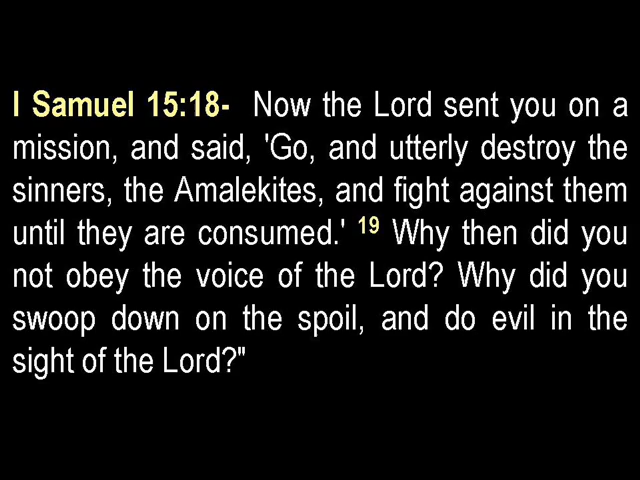 I Samuel 15:18- Now the Lord sent you on a
mission, and said, 'Go, and utterly destroy the
sinners, the Amalekites, and fight against them
until they are consumed.' 19 Why then did you
not obey the voice of the Lord? Why did you
swoop down on the spoil, and do evil in the
sight of the Lord?"